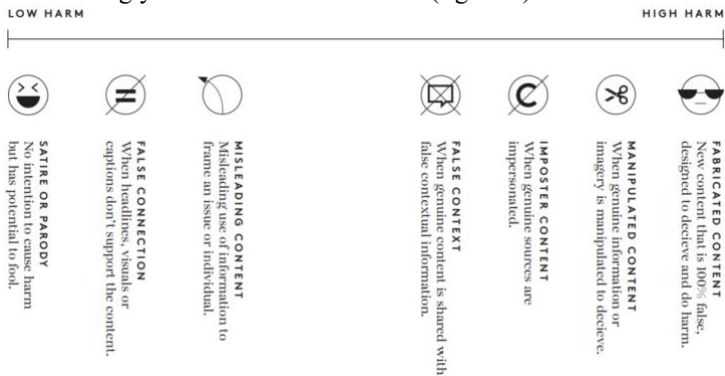 LOW HARM
HIGH HARM
SATIRE OR PARODY
No intention to cause harm
but has potential to fool.
FALSE CONNECTION
When headlines, visuals or
captions don't support the content.
MISLEADING CONTENT
Misleading use of information to
frame an issue or individual.
FALSE CONTEXT
When genuine content is shared with
false contextual information.
IMPOSTER CONTENT
When genuine sources are
impersonated.
MANIPULATED CONTENT
When genuine information or
imagery is manipulated to decieve.
FABRICATED CONTENT
New content that is 100% false,
designed to decieve and do harm.